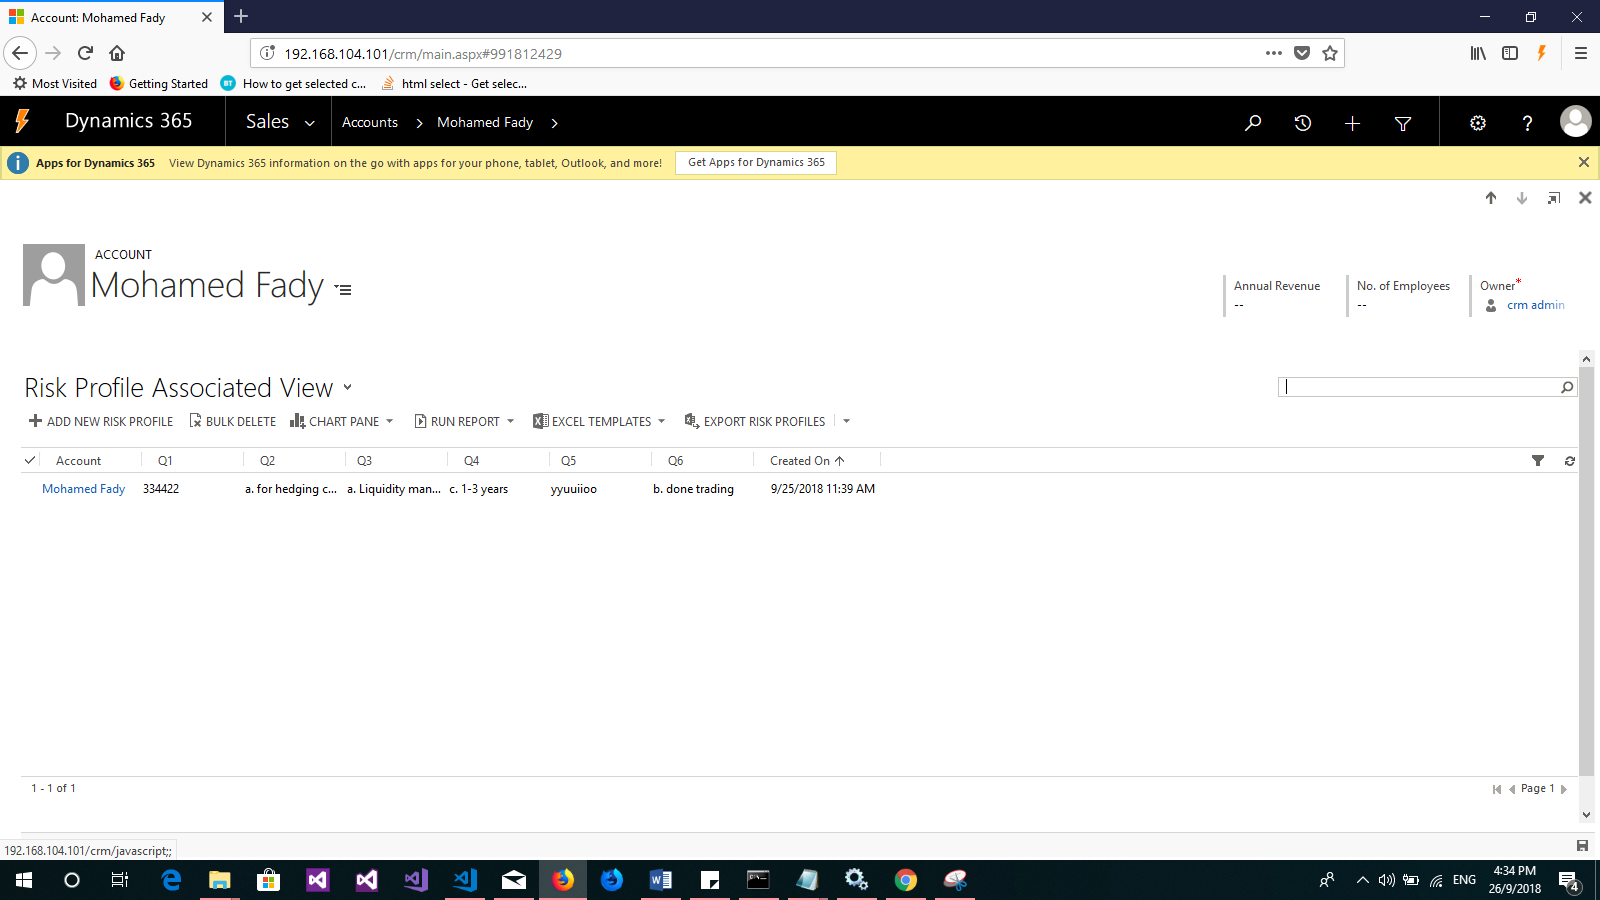 Account: Mohamed Fady
192.168.104.101/crm/main.aspx#991812429
Most Visited Getting Started How to get selected c... html select - Get selec...
Dynamics 365 Sales Accounts Mohamed Fady
Apps for Dynamics 365 View Dynamics 365 information on the go with apps for your phone, tablet, Outlook, and more! Get Apps for Dynamics 365
ACCOUNT
Mohamed Fady
Annual Revenue No. of Employees Owner*
-- -- crm admin
Risk Profile Associated View
ADD NEW RISK PROFILE BULK DELETE CHART PANE RUN REPORT EXCEL TEMPLATES EXPORT RISK PROFILES
Account Q1 Q2 Q3 Q4 Q5 Q6 Created On
Mohamed Fady 334422 a. for hedging c... a. Liquidity man... c. 1-3 years yyuuiioo b. done trading 9/25/2018 11:39 AM
1 - 1 of 1 Page 1
192.168.104.101/crm/javascript:;
ENG 4:34 PM
26/9/2018 4